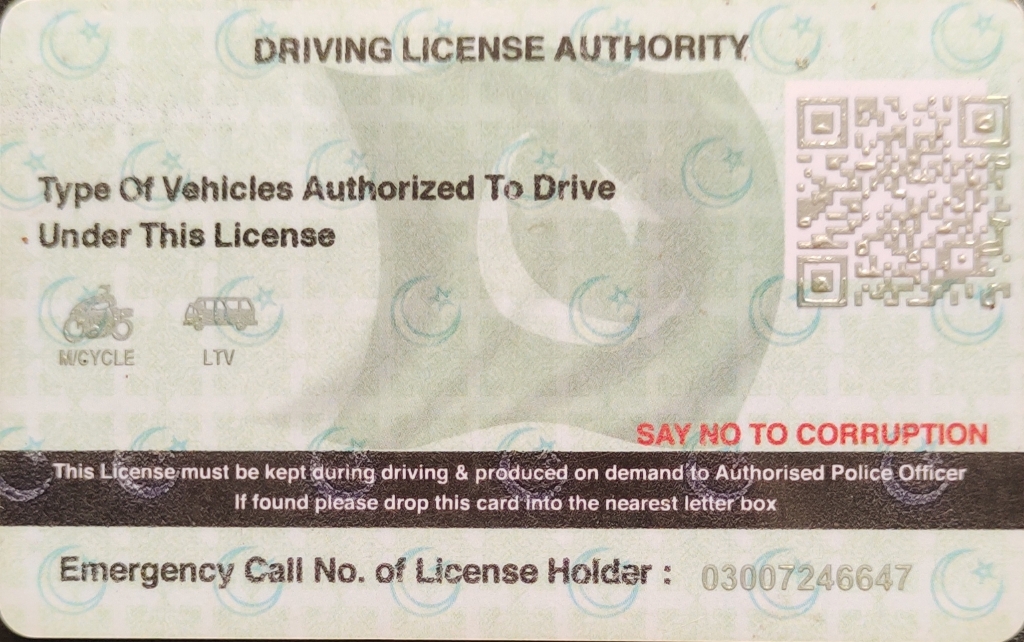 DRIVING LICENSE AUTHORITY
Type Of Vehicles Authorized To Drive
Under This License
M/CYCLE
LTV
SAY NO TO CORRUPTION
This License must be kept during driving & produced on demand to Authorised Police Officer
If found please drop this card into the nearest letter box
Emergency Call No. of License Holder : 03007246647